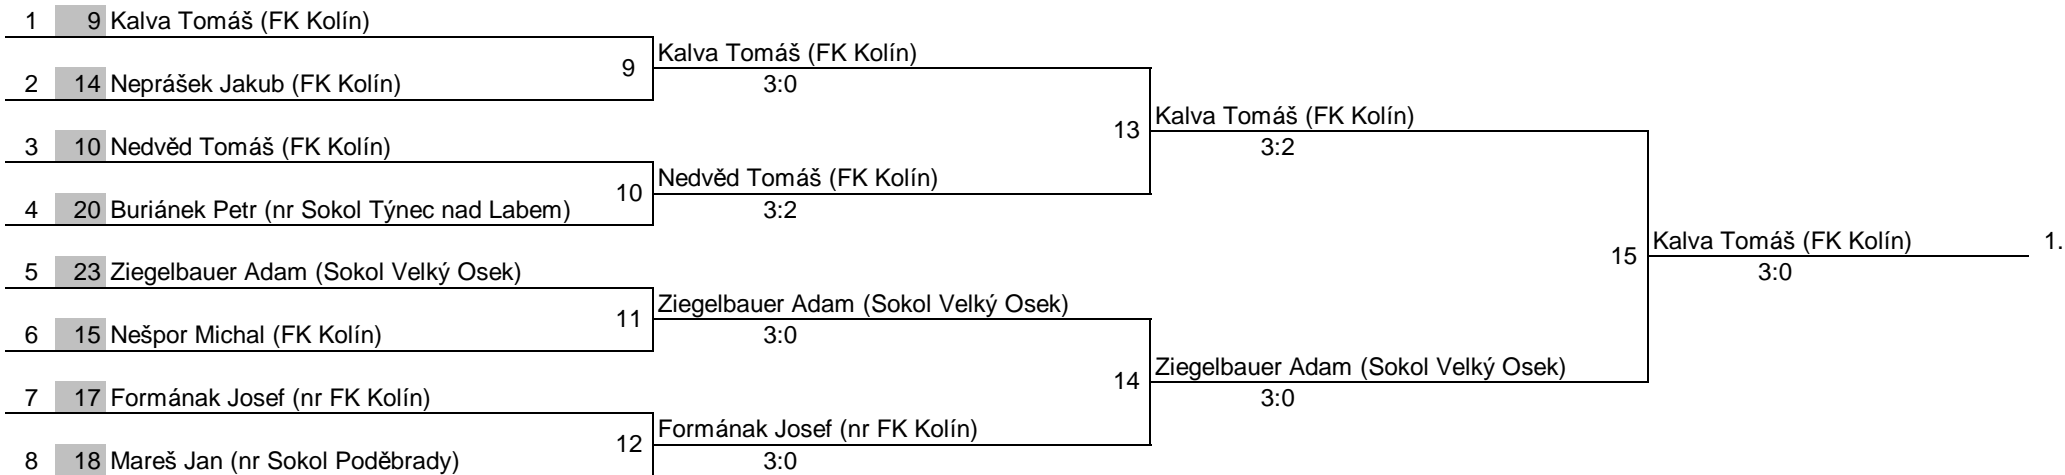 1 9 Kalva Tomáš (FK Kolín)
Kalva Tomáš (FK Kolín)
9
2 14 Neprášek Jakub (FK Kolín)
3:0
Kalva Tomáš (FK Kolín)
13
3 10 Nedvěd Tomáš (FK Kolín)
3:2
Nedvěd Tomáš (FK Kolín)
10
4 20 Buriánek Petr (nr Sokol Týnec nad Labem)
3:2
Kalva Tomáš (FK Kolín) 1.
15
5 23 Ziegelbauer Adam (Sokol Velký Osek)
3:0
Ziegelbauer Adam (Sokol Velký Osek)
11
6 15 Nešpor Michal (FK Kolín)
3:0
Ziegelbauer Adam (Sokol Velký Osek)
14
7 17 Formának Josef (nr FK Kolín)
3:0
Formának Josef (nr FK Kolín)
12
8 18 Mareš Jan (nr Sokol Poděbrady)
3:0